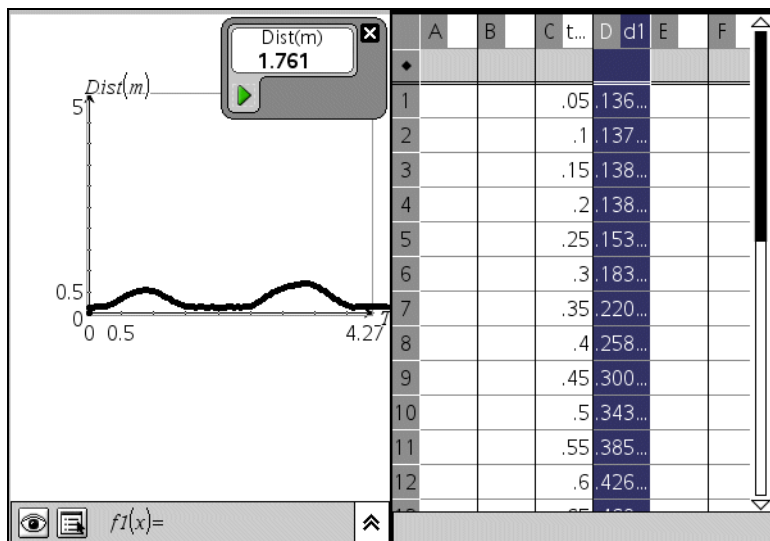 Dist(m)
1.761
Dist(m)
5
0.5
0
0 0.5
4.27
T
f1(x)=
A B C t... D d1 E F
1 .05 .136...
2 .1 .137...
3 .15 .138...
4 .2 .138...
5 .25 .153...
6 .3 .183...
7 .35 .220...
8 .4 .258...
9 .45 .300...
10 .5 .343...
11 .55 .385...
12 .6 .426...